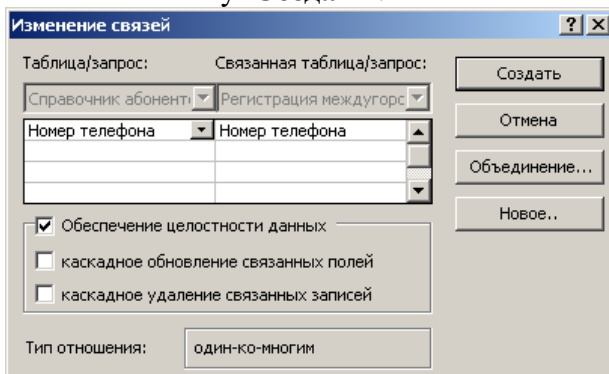 Изменение связей
Таблица/запрос: Связанная таблица/запрос:
Создать
Справочник абонент Регистрация междугорс
Номер телефона Номер телефона
Отмена
Объединение...
Новое..
Обеспечение целостности данных
каскадное обновление связанных полей
каскадное удаление связанных записей
Тип отношения: один-ко-многим